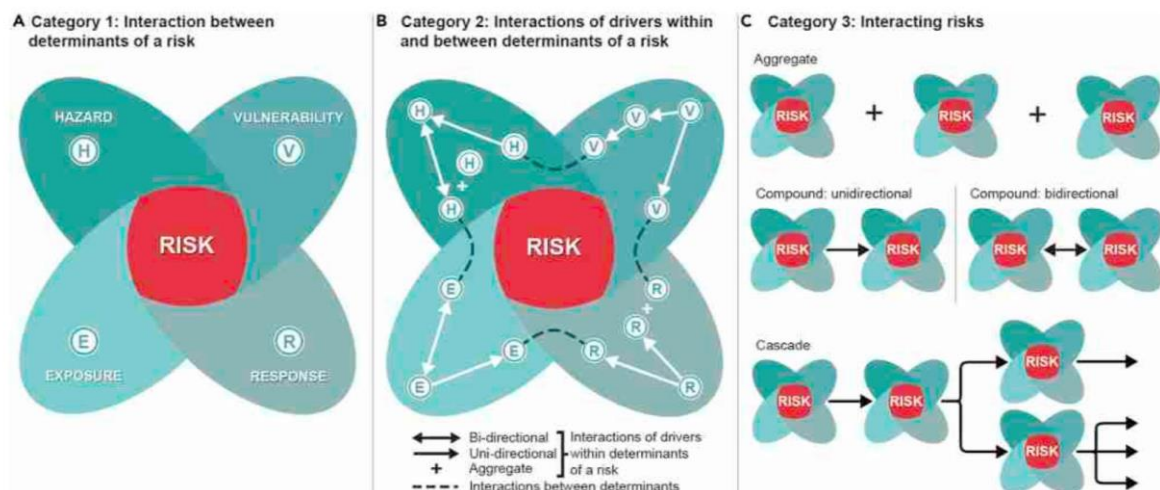 A Category 1: Interaction between
determinants of a risk
HAZARD
H
VULNERABILITY
V
RISK
E
EXPOSURE
R
RESPONSE
B Category 2: Interactions of drivers within
and between determinants of a risk
H
H
H
+
H
V
V
V
V
RISK
E
E
E
R
+
R
R
R
Bi-directional
Uni-directional
+ Aggregate
Interactions of drivers
within determinants
of a risk
Interactions between determinants
C Category 3: Interacting risks
Aggregate
RISK + RISK + RISK
Compound: unidirectional
RISK RISK
Compound: bidirectional
RISK RISK
Cascade
RISK RISK RISK
RISK